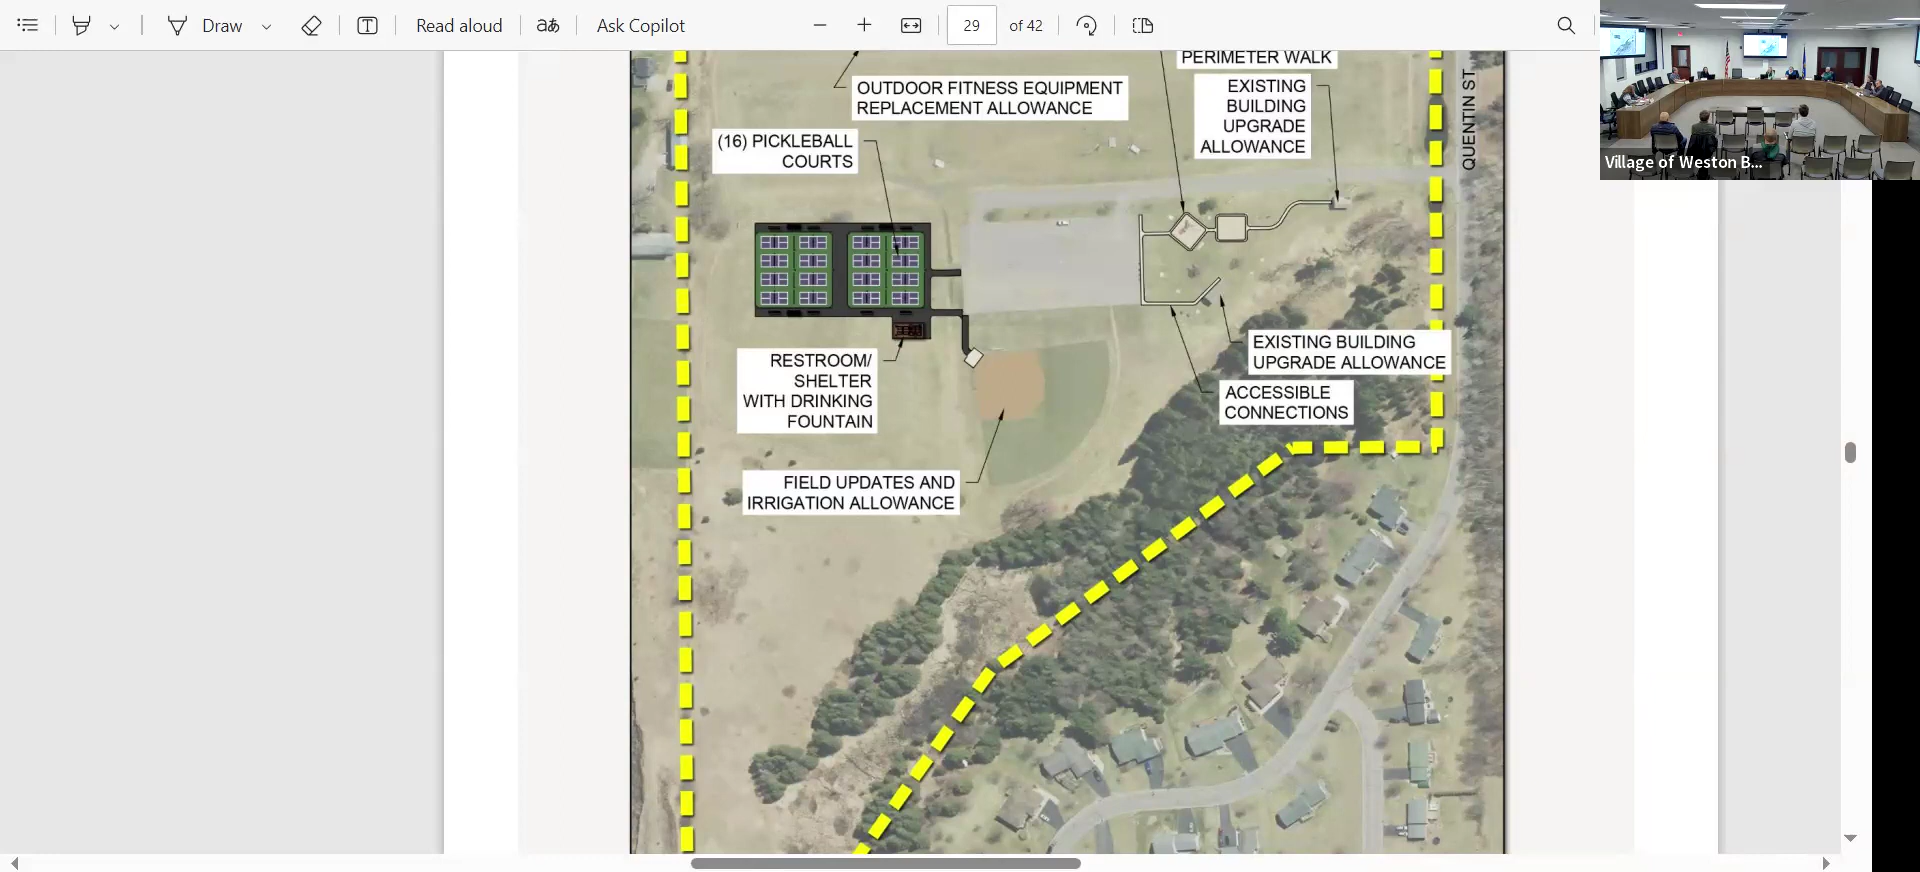 Draw
Read aloud
aあ
Ask Copilot
29
of 42
Village of Weston B...
PERIMETER WALK
OUTDOOR FITNESS EQUIPMENT
REPLACEMENT ALLOWANCE
EXISTING
BUILDING
UPGRADE
ALLOWANCE
QUENTIN ST
(16) PICKLEBALL
COURTS
RESTROOM/
SHELTER
WITH DRINKING
FOUNTAIN
EXISTING BUILDING
UPGRADE ALLOWANCE
ACCESSIBLE
CONNECTIONS
FIELD UPDATES AND
IRRIGATION ALLOWANCE